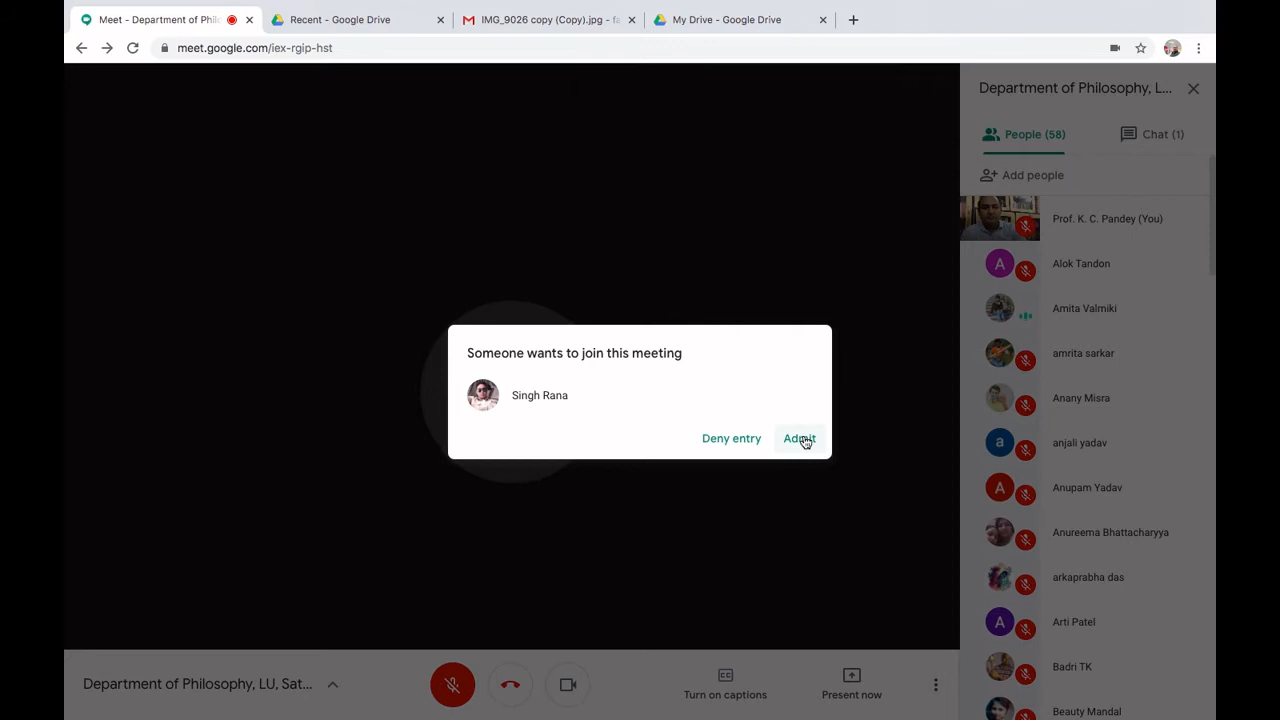 Meet - Department of Phil
Recent - Google Drive
IMG_9026 copy (Copy).jpg - fa
My Drive - Google Drive
meet.google.com/iex-rgip-hst
Department of Philosophy, L...
People (58)
Chat (1)
Add people
Prof. K. C. Pandey (You)
A Alok Tandon
Amita Valmiki
amrita sarkar
Anany Misra
a anjali yadav
A Anupam Yadav
Anureema Bhattacharyya
arkaprabha das
A Arti Patel
Badri TK
Beauty Mandal
Someone wants to join this meeting
Singh Rana
Deny entry
Admit
Department of Philosophy, LU, Sat...
CC
Turn on captions
Present now